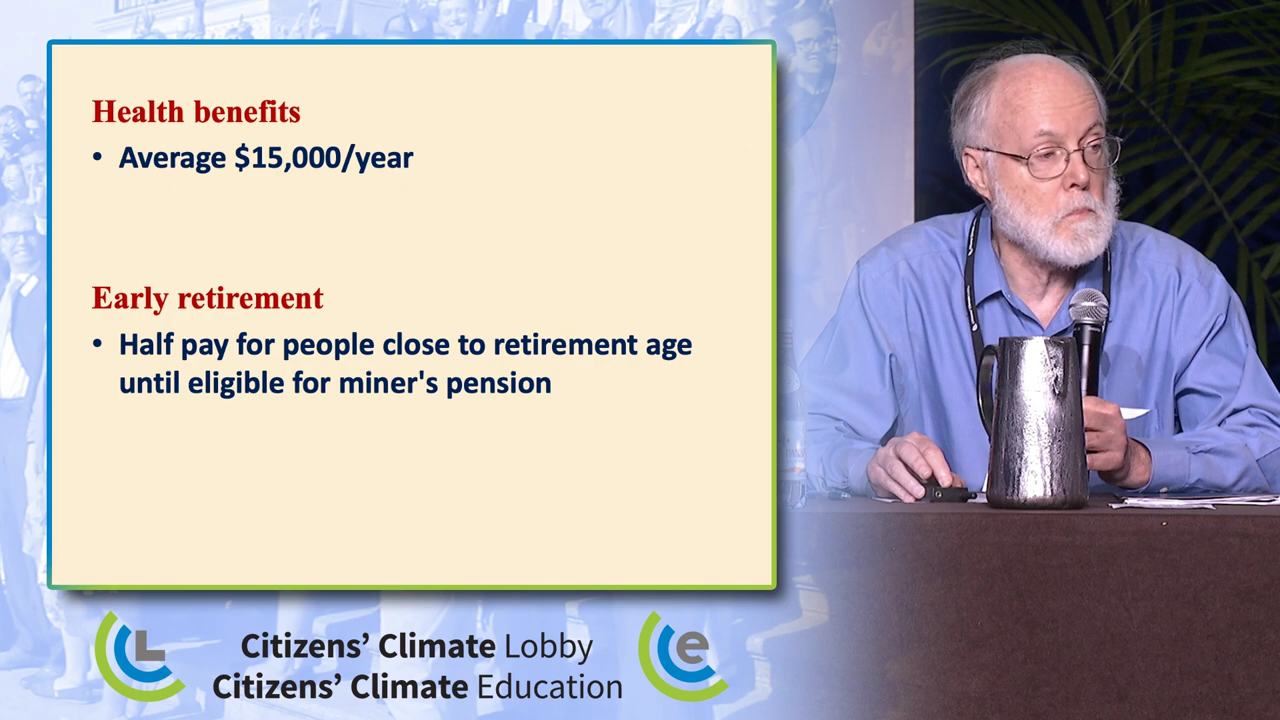 Health benefits
• Average $15,000/year
Early retirement
• Half pay for people close to retirement age
until eligible for miner's pension
L
e
Citizens’ Climate Lobby
Citizens’ Climate Education